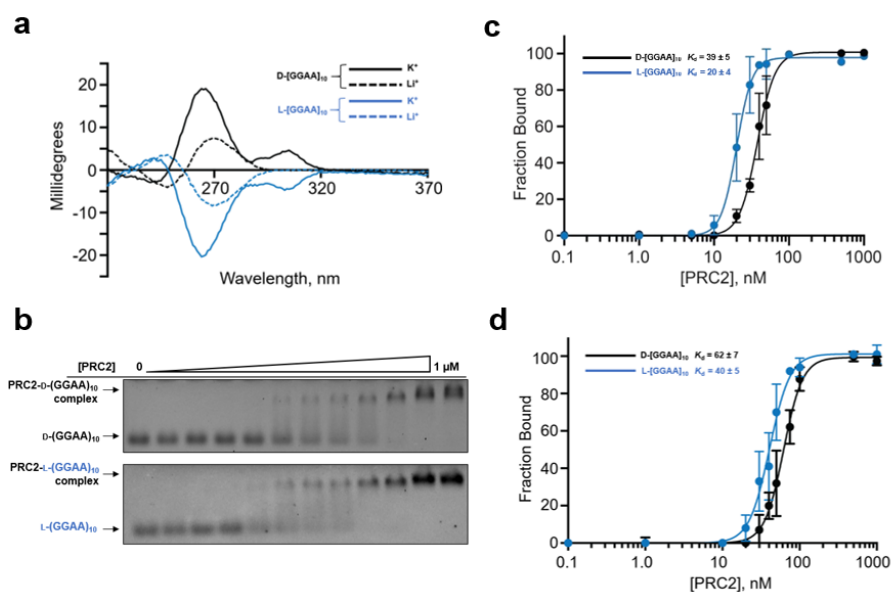 a
20
10
0
-10
-20
270
320
370
Millidegrees
Wavelength, nm
D-[GGAA]10
K+
Li+
L-[GGAA]10
K+
Li+
b
[PRC2]
0
1 μM
PRC2-D-(GGAA)10
complex
D-(GGAA)10
PRC2-L-(GGAA)10
complex
L-(GGAA)10
c
D-[GGAA]10 Kd = 39 ± 5
L-[GGAA]10 Kd = 20 ± 4
100
80
60
40
20
0
Fraction Bound
0.1
1.0
10
100
1000
[PRC2], nM
d
D-[GGAA]10 Kd = 62 ± 7
L-[GGAA]10 Kd = 40 ± 5
100
80
60
40
20
0
Fraction Bound
0.1
1.0
10
100
1000
[PRC2], nM